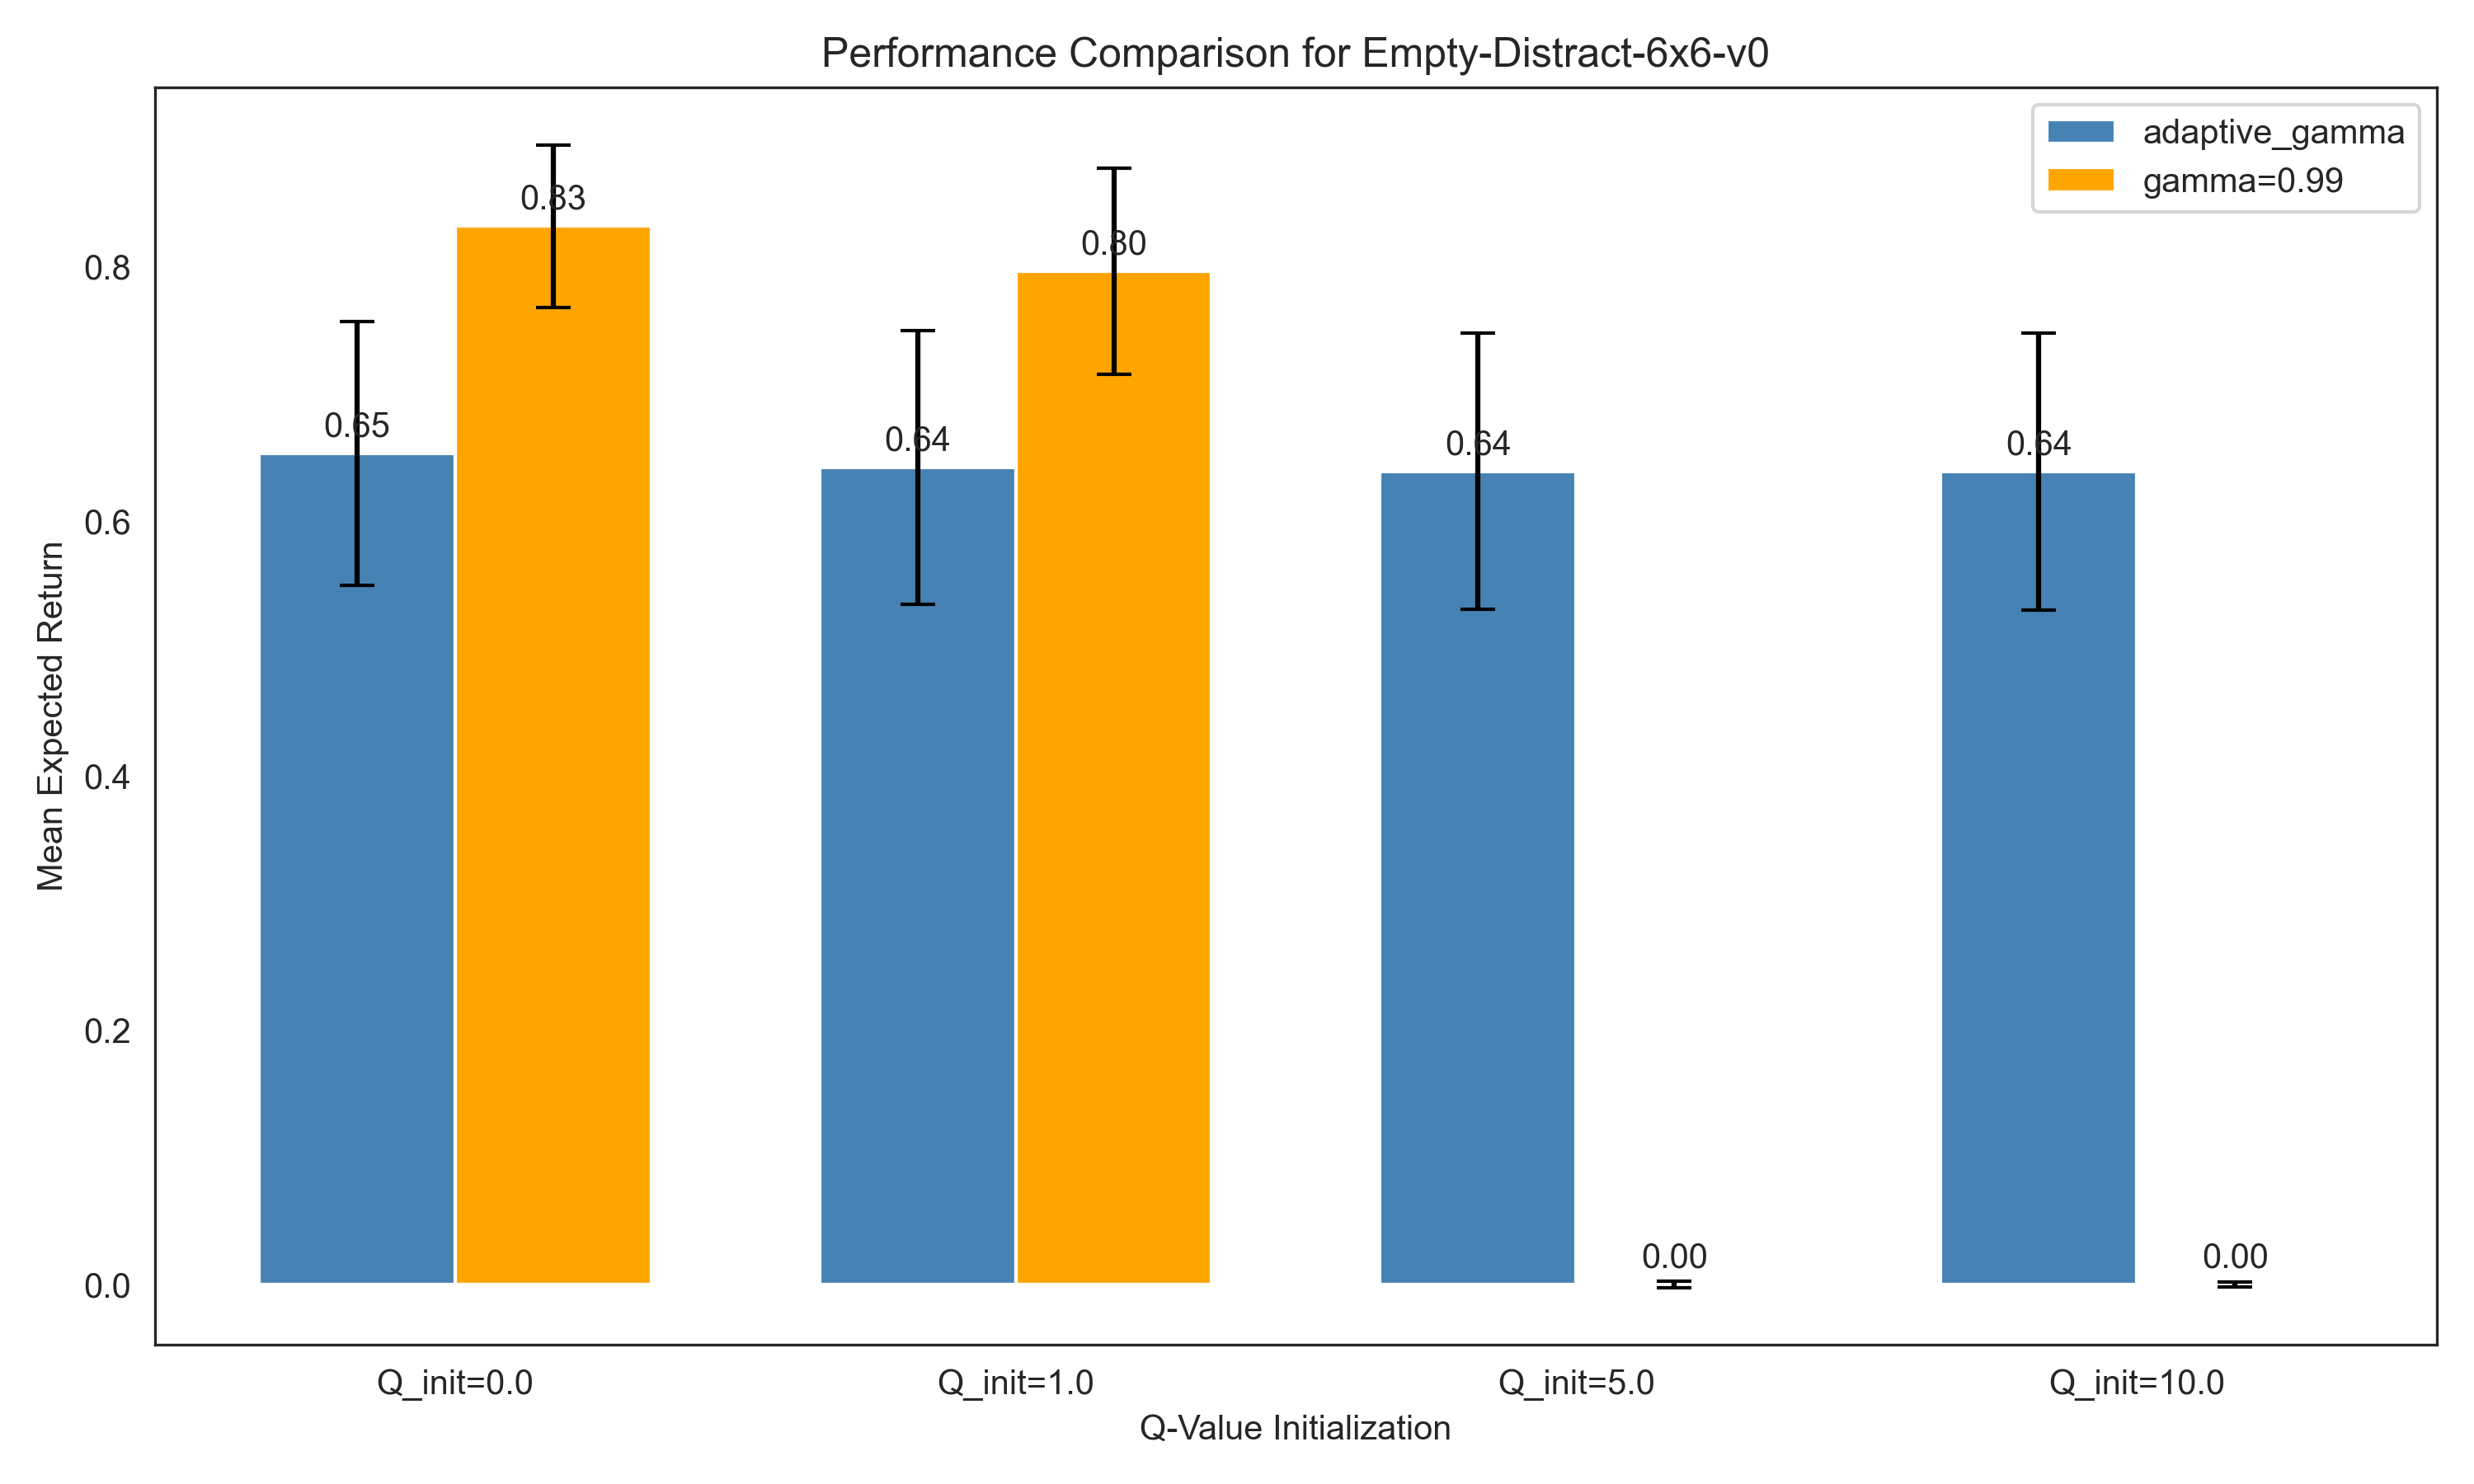 Performance Comparison for Empty-Distract-6x6-v0
adaptive_gamma
gamma=0.99
Mean Expected Return
0.8
0.6
0.4
0.2
0.0
0.65
0.83
0.64
0.80
0.64
0.00
0.64
0.00
Q_init=0.0
Q_init=1.0
Q_init=5.0
Q_init=10.0
Q-Value Initialization